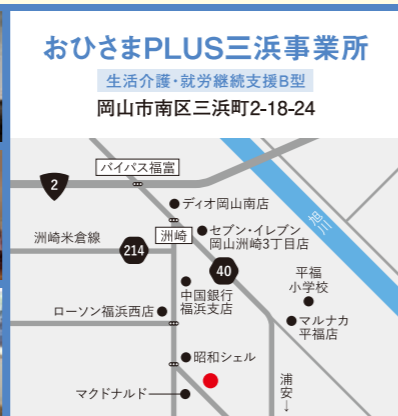 おひさまPLUS三浜事業所
生活介護・就労継続支援B型
岡山市南区三浜町2-18-24
バイパス福富
2
ディオ岡山南店
旭川
洲崎
セブン-イレブン
岡山洲崎3丁目店
洲崎米倉線
214
40
中国銀行
福浜支店
平福
小学校
ローソン福浜西店
マルナカ
平福店
昭和シェル
マクドナルド
浦安→